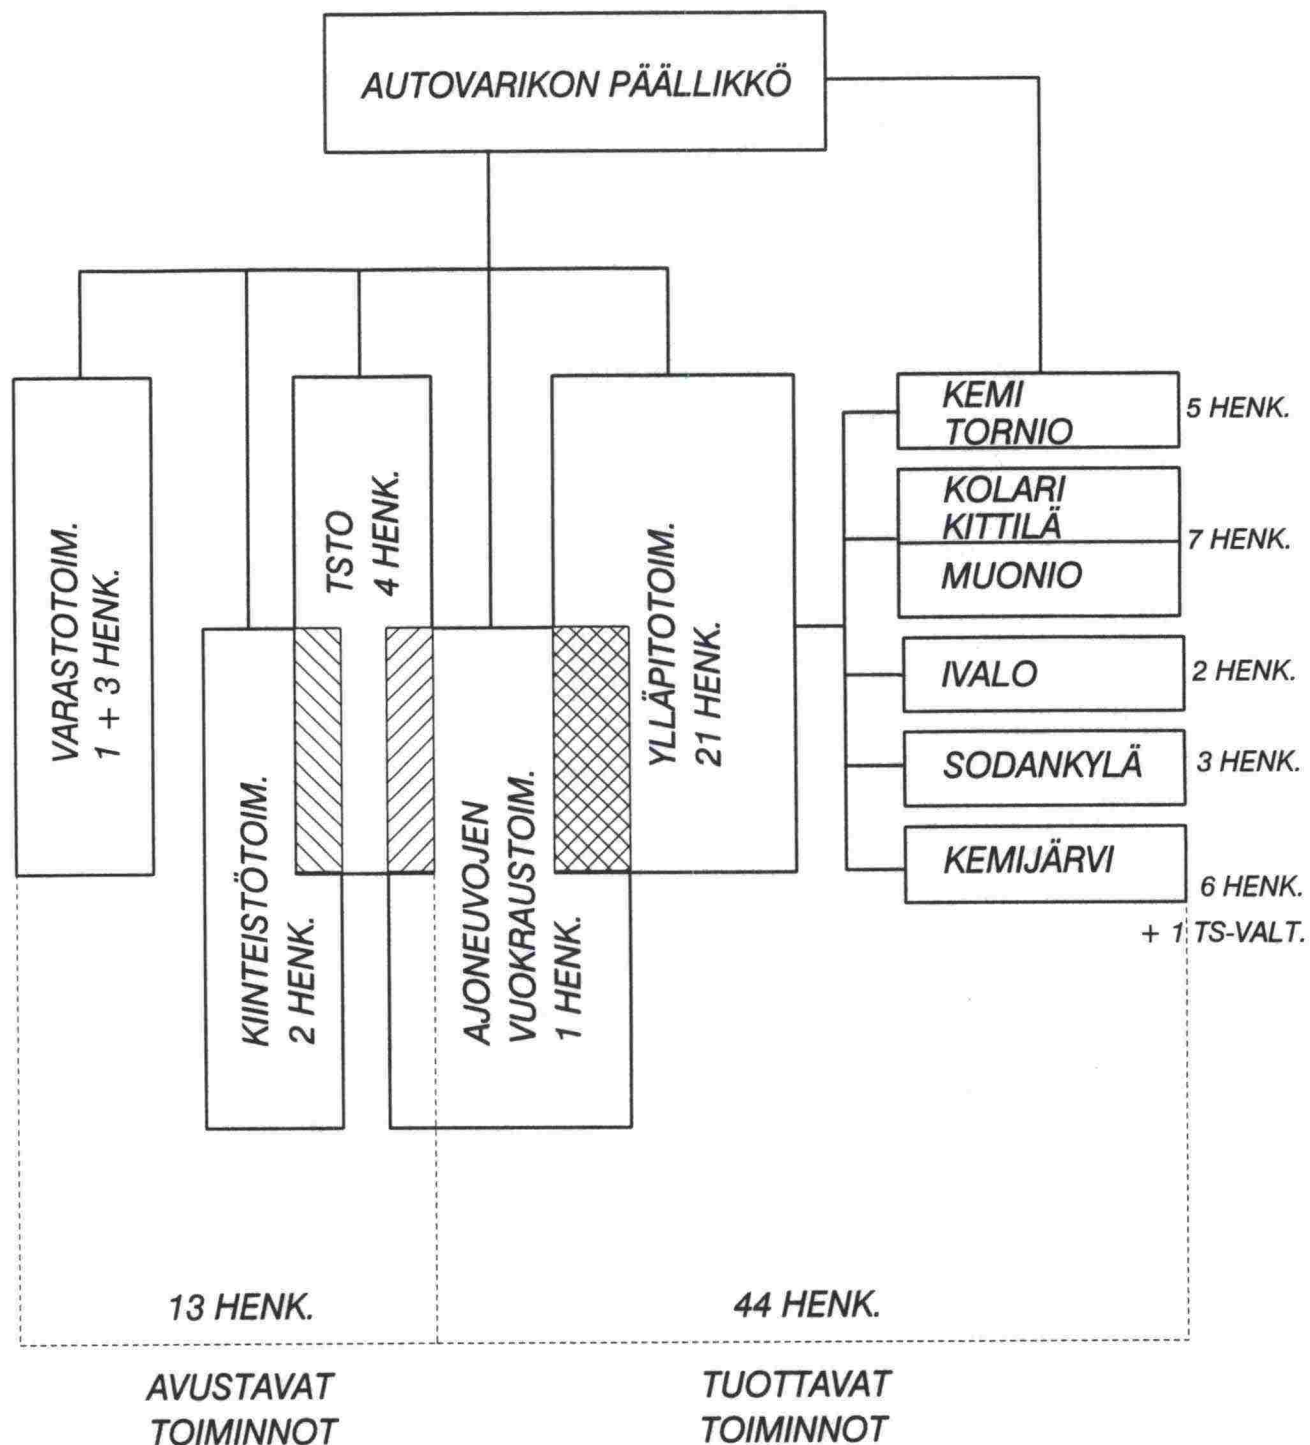 AUTOVARIKON PÄÄLLIKKÖ
VARASTOTOIM.
1 + 3 HENK.
KIINTEISTÖTOIM.
2 HENK.
TSTO
4 HENK.
AJONEUVOJEN
VUOKRAUSTOIM.
1 HENK.
YLLÄPITOTOIM.
21 HENK.
KEMI
TORNIO
5 HENK.
KOLARI
KITTILÄ
MUONIO
7 HENK.
IVALO
2 HENK.
SODANKYLÄ
3 HENK.
KEMIJÄRVI
6 HENK.
+ 1 TS-VALT.
13 HENK.
44 HENK.
AVUSTAVAT
TOIMINNOT
TUOTTAVAT
TOIMINNOT